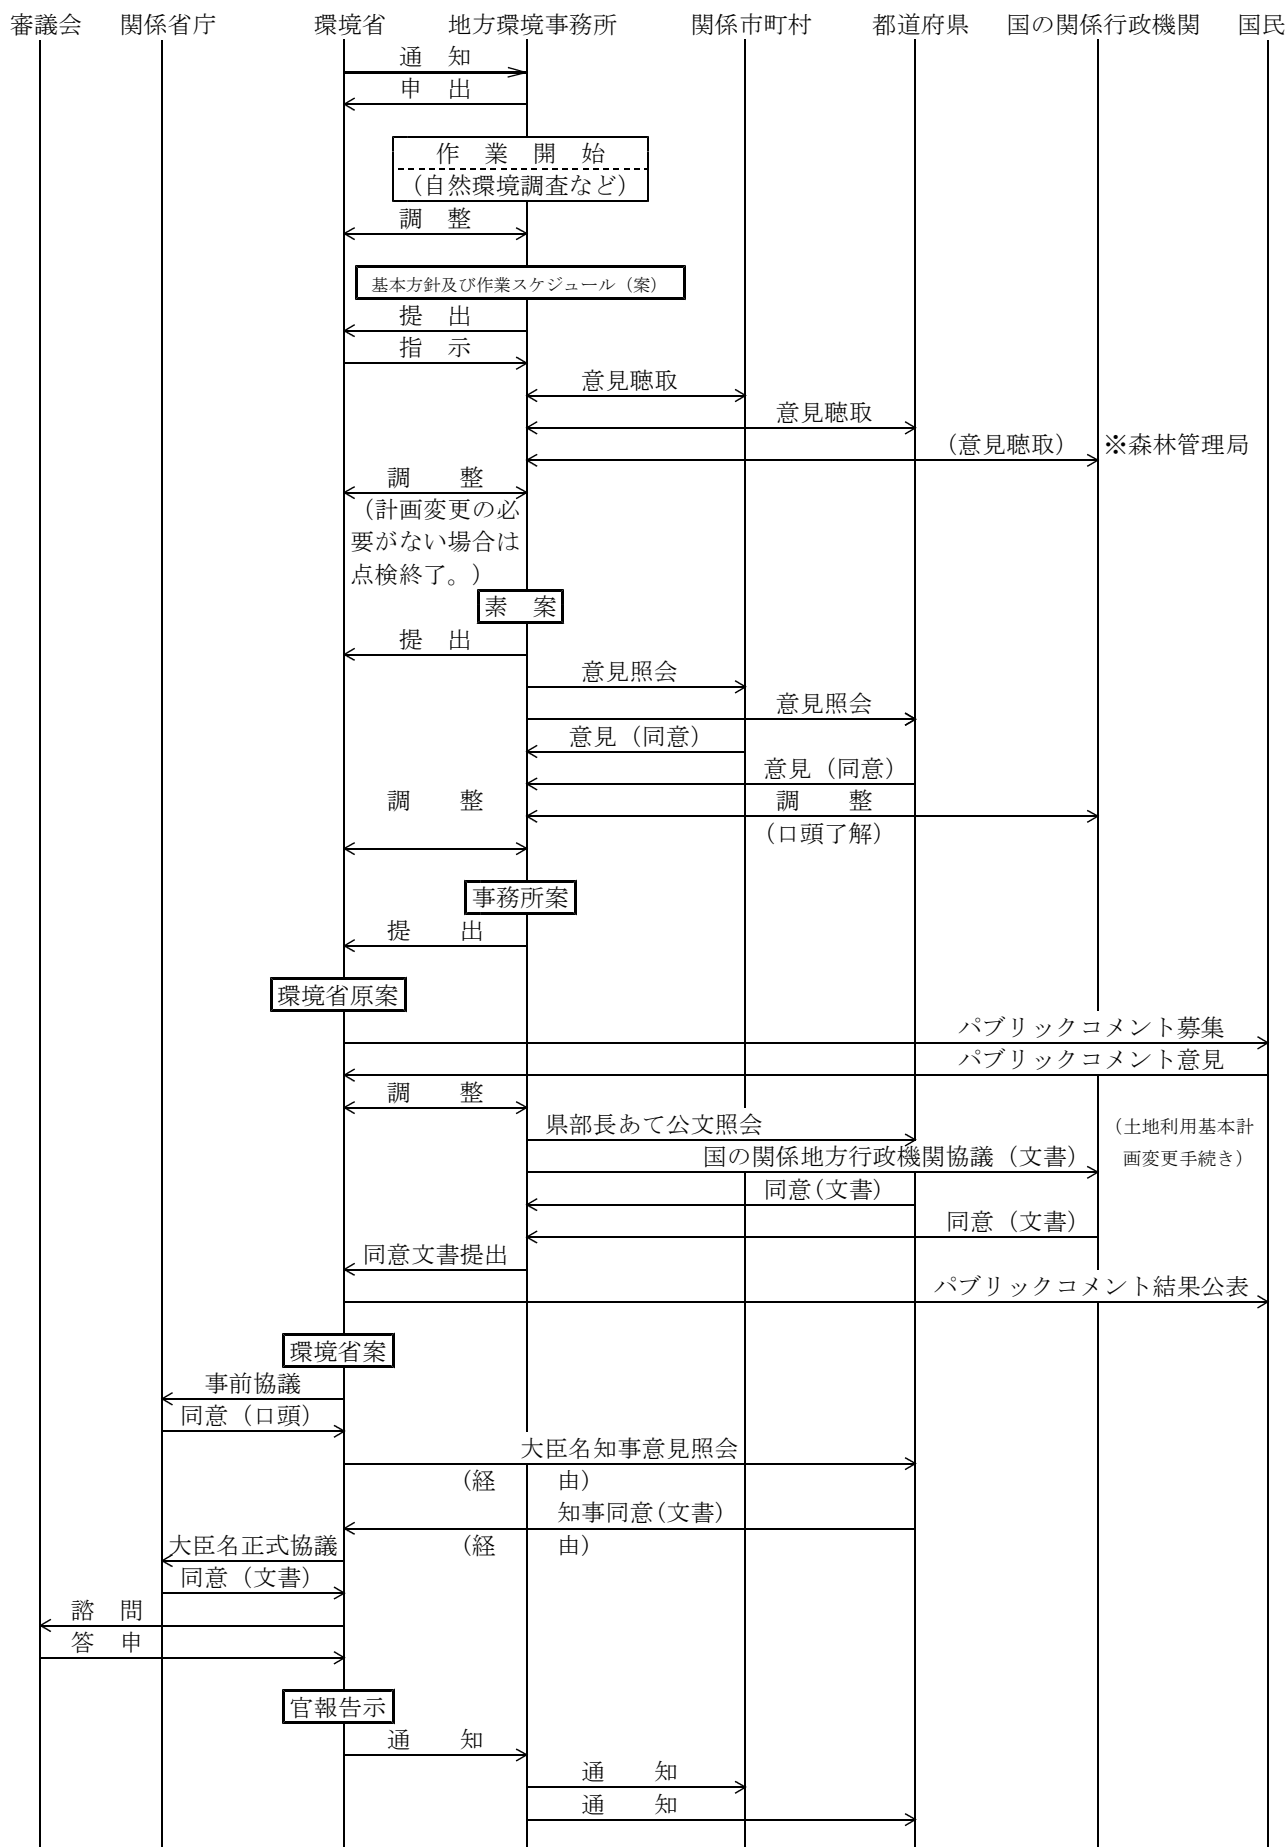 審議会 関係省庁 環境省 地方環境事務所 関係市町村 都道府県 国の関係行政機関 国民
通 知
申 出
作 業 開 始
(自然環境調査など)
調 整
基本方針及び作業スケジュール（案）
提 出
指 示
意見聴取
意見聴取
（意見聴取） ※森林管理局
調 整
（計画変更の必
要がない場合は
点検終了。）
素 案
提 出
意見照会
意見照会
意見（同意）
意見（同意）
調 整 調 整
（口頭了解）
事務所案
提 出
環境省原案
パブリックコメント募集
パブリックコメント意見
調 整
県部長あて公文照会 （土地利用基本計
国の関係地方行政機関協議（文書） 画変更手続き）
同意(文書)
同意（文書）
同意文書提出
パブリックコメント結果公表
環境省案
事前協議
同意（口頭）
大臣名知事意見照会
(経 由)
知事同意(文書)
大臣名正式協議 (経 由)
同意（文書）
諮 問
答 申
官報告示
通 知
通 知
通 知